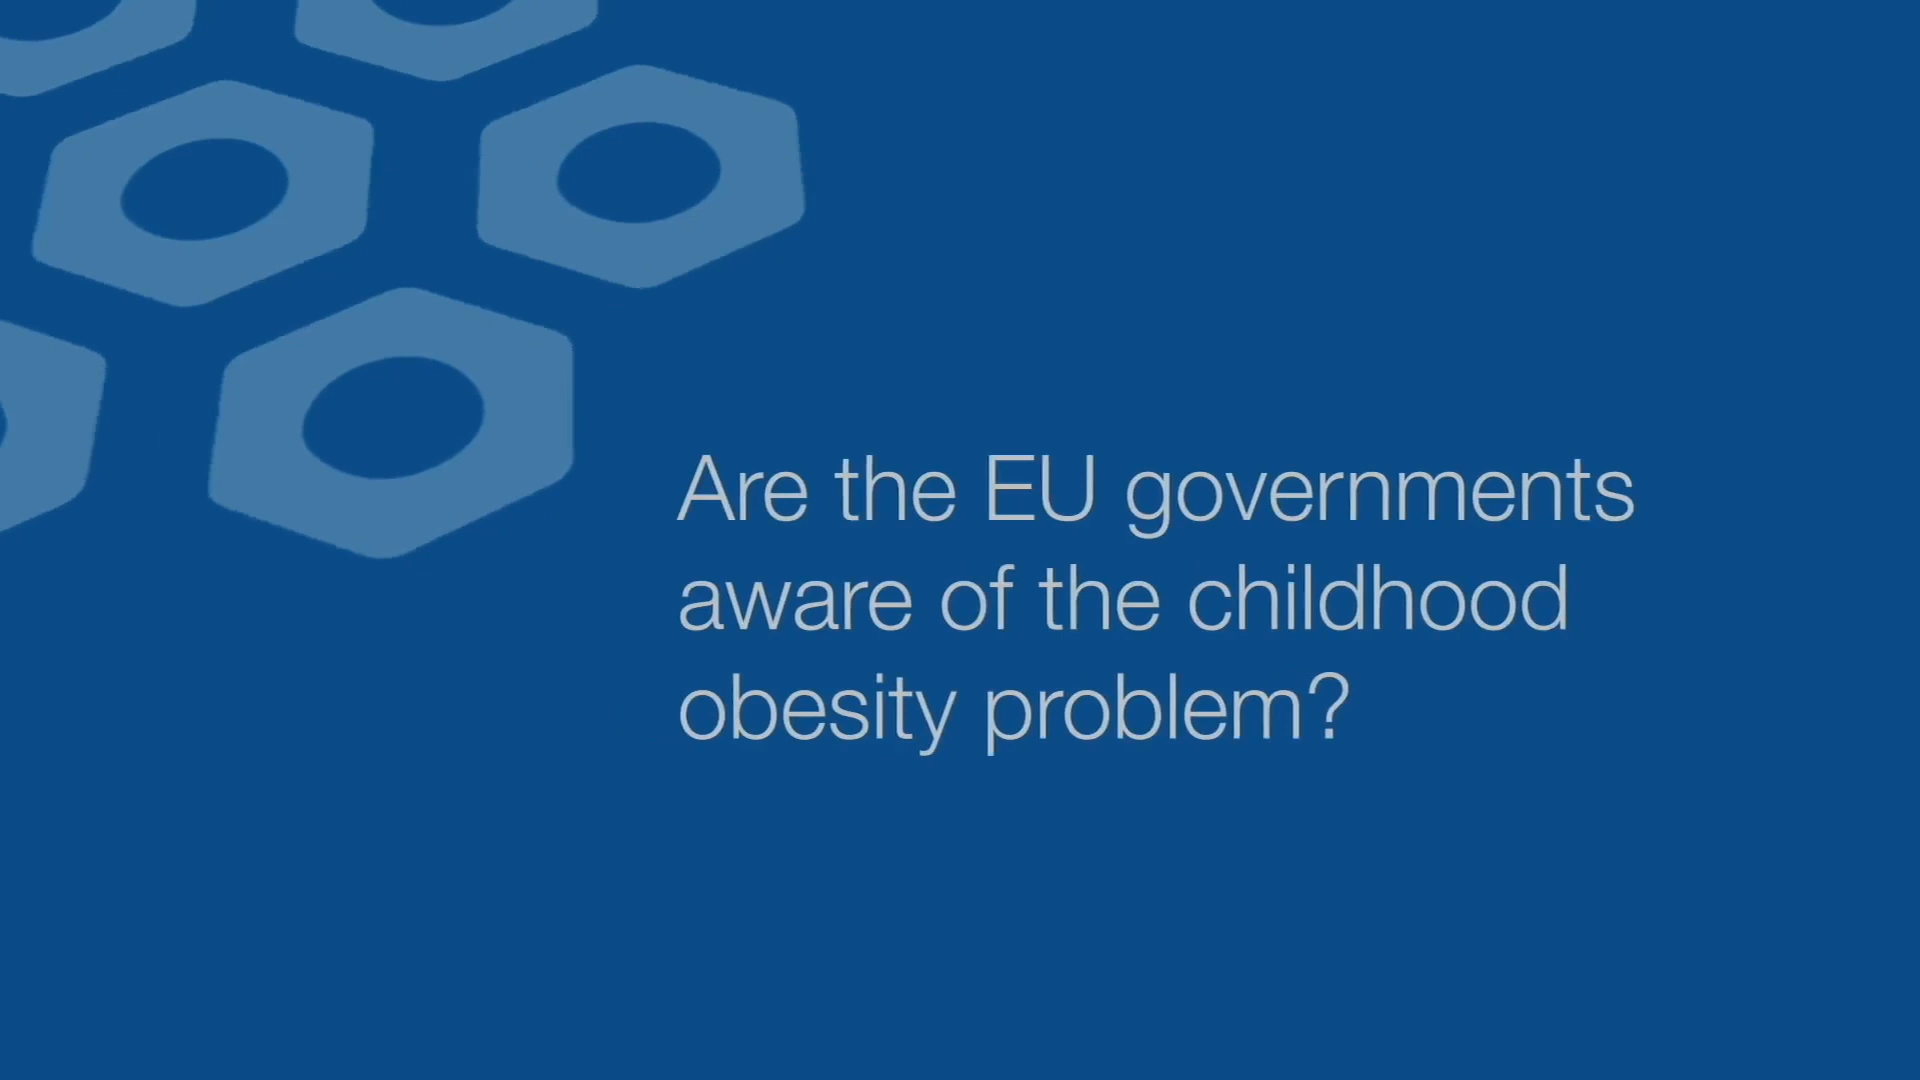 Are the EU governments
aware of the childhood
obesity problem?